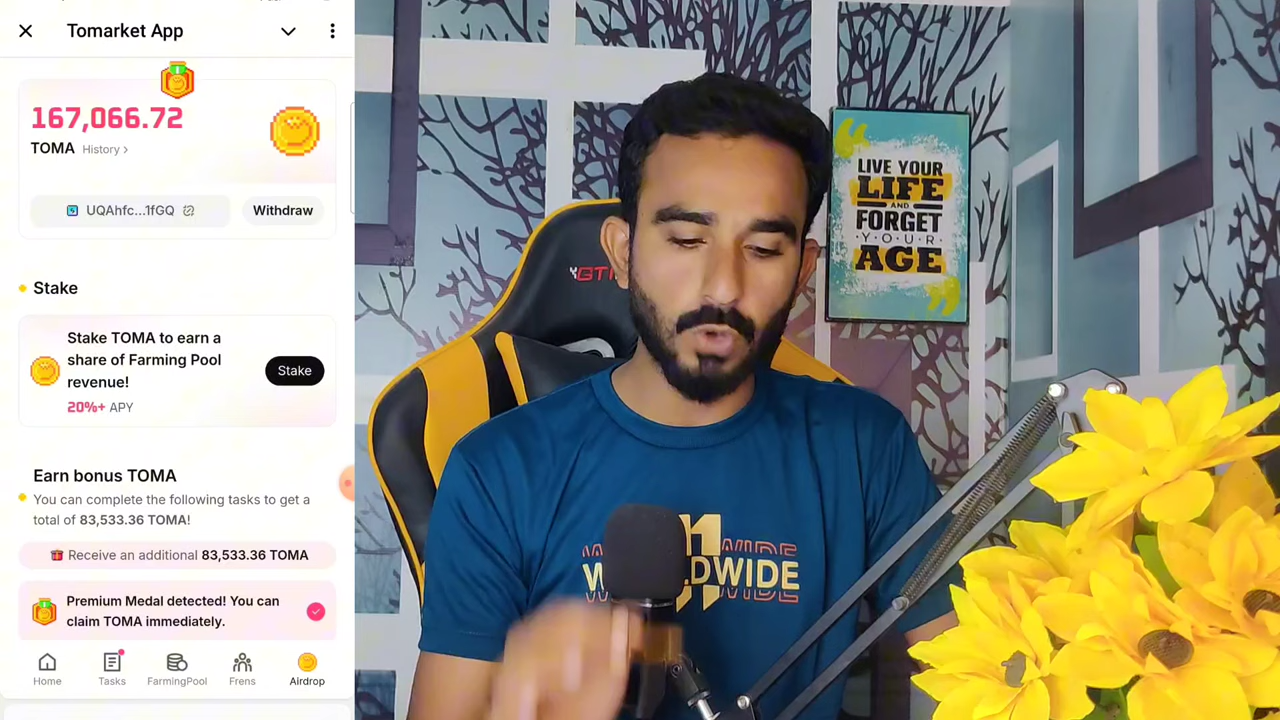 Tomarket App
167,066.72
TOMA History >
UQAhfc...1fGQ
Withdraw
Stake
Stake TOMA to earn a
share of Farming Pool
revenue!
20%+ APY
Stake
Earn bonus TOMA
You can complete the following tasks to get a
total of 83,533.36 TOMA!
Receive an additional 83,533.36 TOMA
Premium Medal detected! You can
claim TOMA immediately.
Home
Tasks
FarmingPool
Frens
Airdrop
LIVE YOUR
LIFE
AND
FORGET
·Y·O·U·R·
AGE